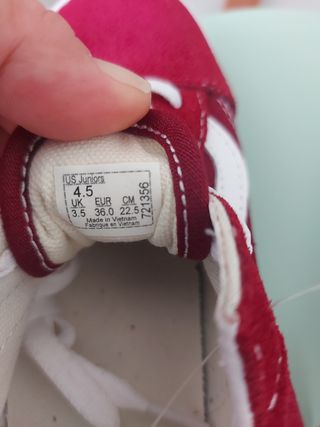 US Juniors
4.5
UK EUR CM
3.5 36.0 22.5
Made in Vietnam
Fabriqué en Vietnam
721356